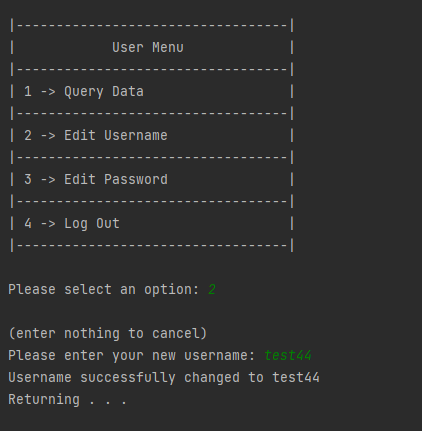 |----------------------------------|
|            User Menu             |
|----------------------------------|
| 1 -> Query Data                  |
|----------------------------------|
| 2 -> Edit Username               |
|----------------------------------|
| 3 -> Edit Password               |
|----------------------------------|
| 4 -> Log Out                     |
|----------------------------------|
Please select an option: 2
(enter nothing to cancel)
Please enter your new username: test44
Username successfully changed to test44
Returning . . .